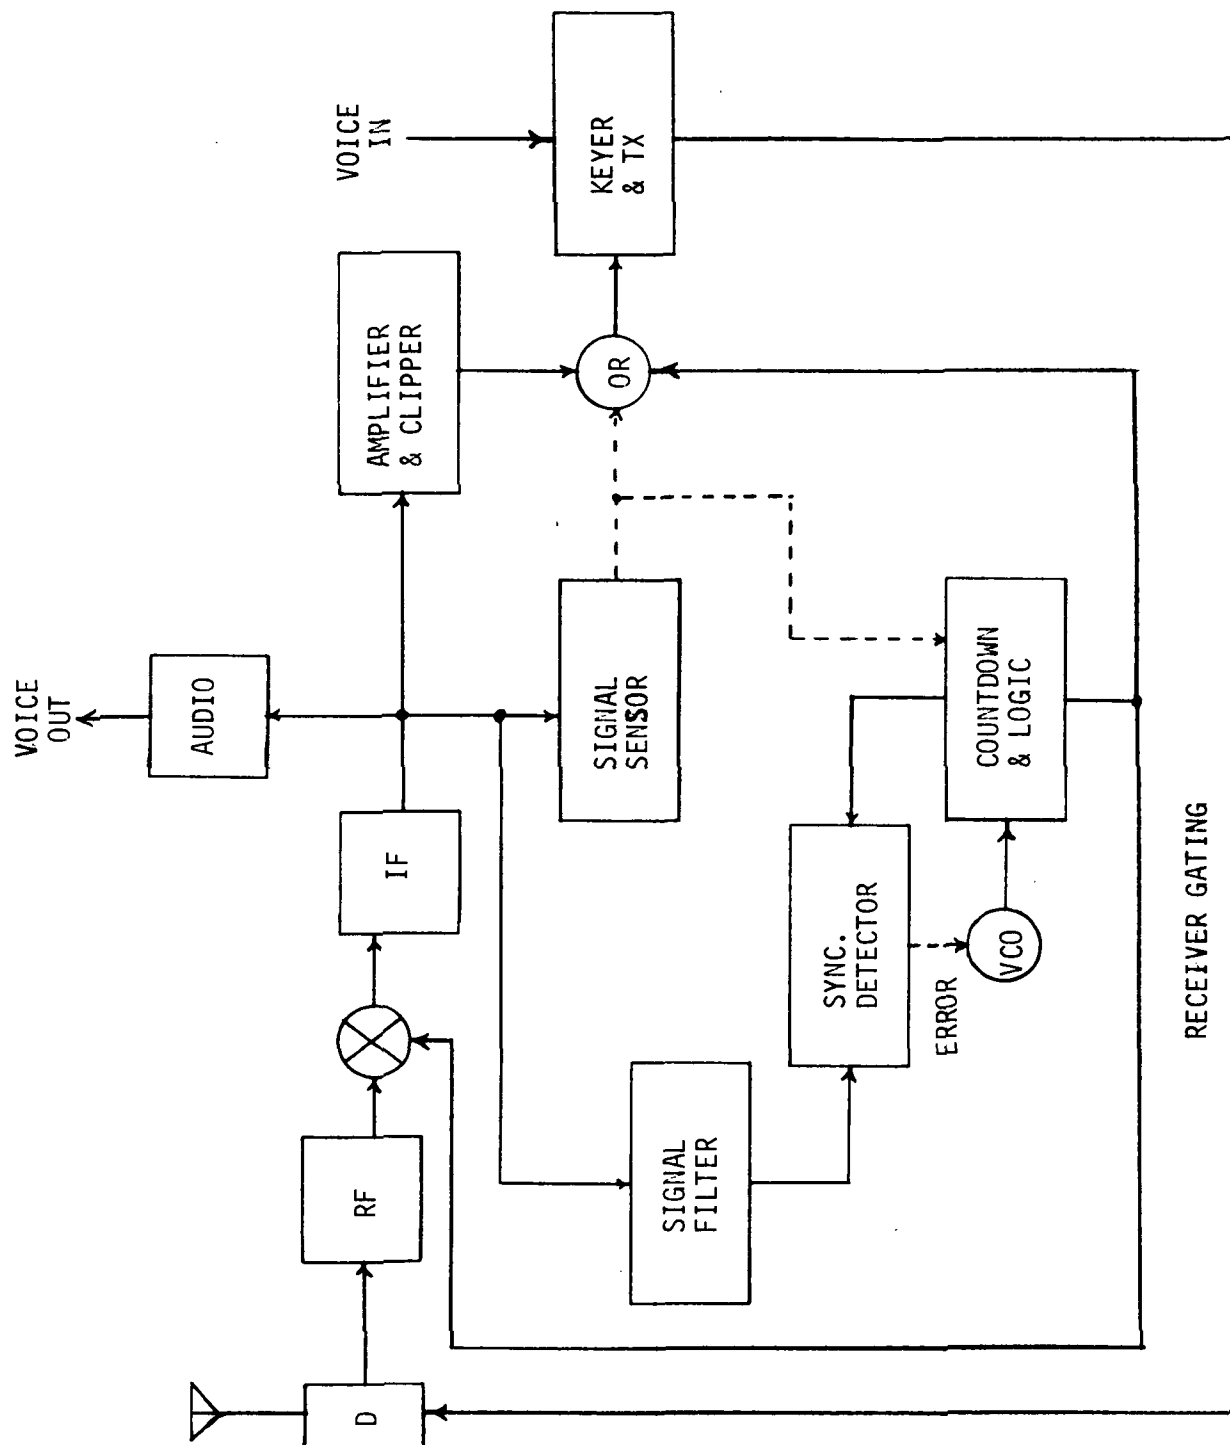 VOICE
OUT
AUDIO
VOICE
IN
D
RF
IF
AMPLIFIER
& CLIPPER
KEYER
& TX
OR
SIGNAL
SENSOR
SIGNAL
FILTER
SYNC.
DETECTOR
ERROR
VCO
COUNTDOWN
& LOGIC
RECEIVER GATING